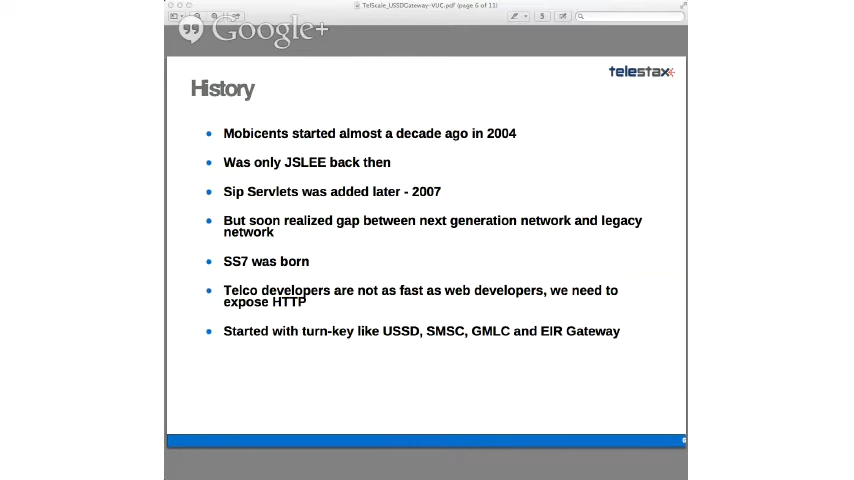 TelScale_USSDGateway-VUC.pdf (page 6 of 11)
Google+
telestax
History
Mobicents started almost a decade ago in 2004
Was only JSLEE back then
Sip Servlets was added later - 2007
But soon realized gap between next generation network and legacy
network
SS7 was born
Telco developers are not as fast as web developers, we need to
expose HTTP
Started with turn-key like USSD, SMSC, GMLC and EIR Gateway
6